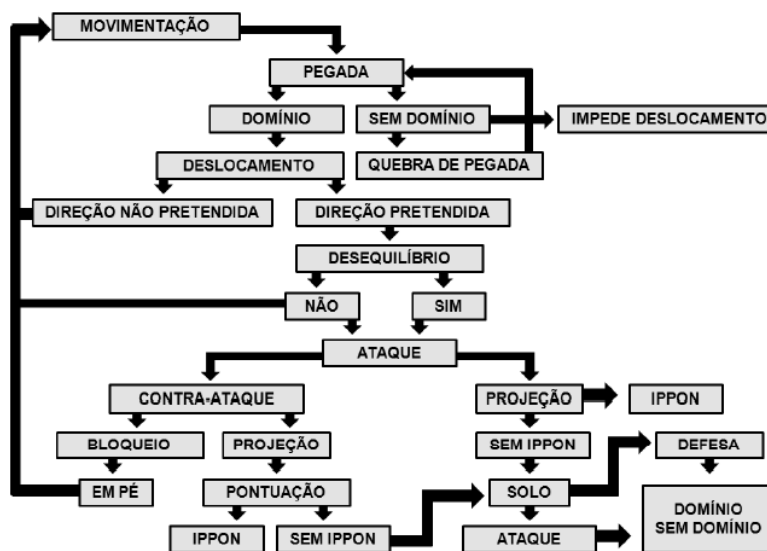 MOVIMENTAÇÃO
PEGADA
DOMÍNIO
SEM DOMÍNIO
IMPEDE DESLOCAMENTO
DESLOCAMENTO
QUEBRA DE PEGADA
DIREÇÃO NÃO PRETENDIDA
DIREÇÃO PRETENDIDA
DESEQUILÍBRIO
NÃO
SIM
ATAQUE
CONTRA-ATAQUE
PROJEÇÃO
IPPON
BLOQUEIO
PROJEÇÃO
SEM IPPON
DEFESA
EM PÉ
PONTUAÇÃO
SOLO
DOMÍNIO
SEM DOMÍNIO
IPPON
SEM IPPON
ATAQUE